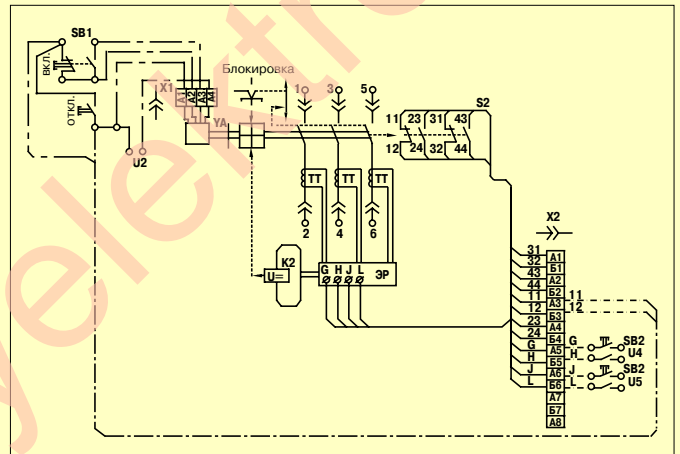 SB1
ВКЛ.
ОТКЛ.
X1
A1 A2 A3 A4
U2
YA
Блокировка
1 3 5
11 23 31 43
12 24 32 44
S2
ТТ ТТ ТТ
2 4 6
K2
U=
G H J L
ЭР
X2
31 А1
32 Б1
43 А2
44 Б2
11 А3 11
12 Б3 12
23 А4
24 Б4
G А5 G SB2
H Б5 H U4
J А6 J SB2
L Б6 L U5
А7
Б7
А8
yelektro